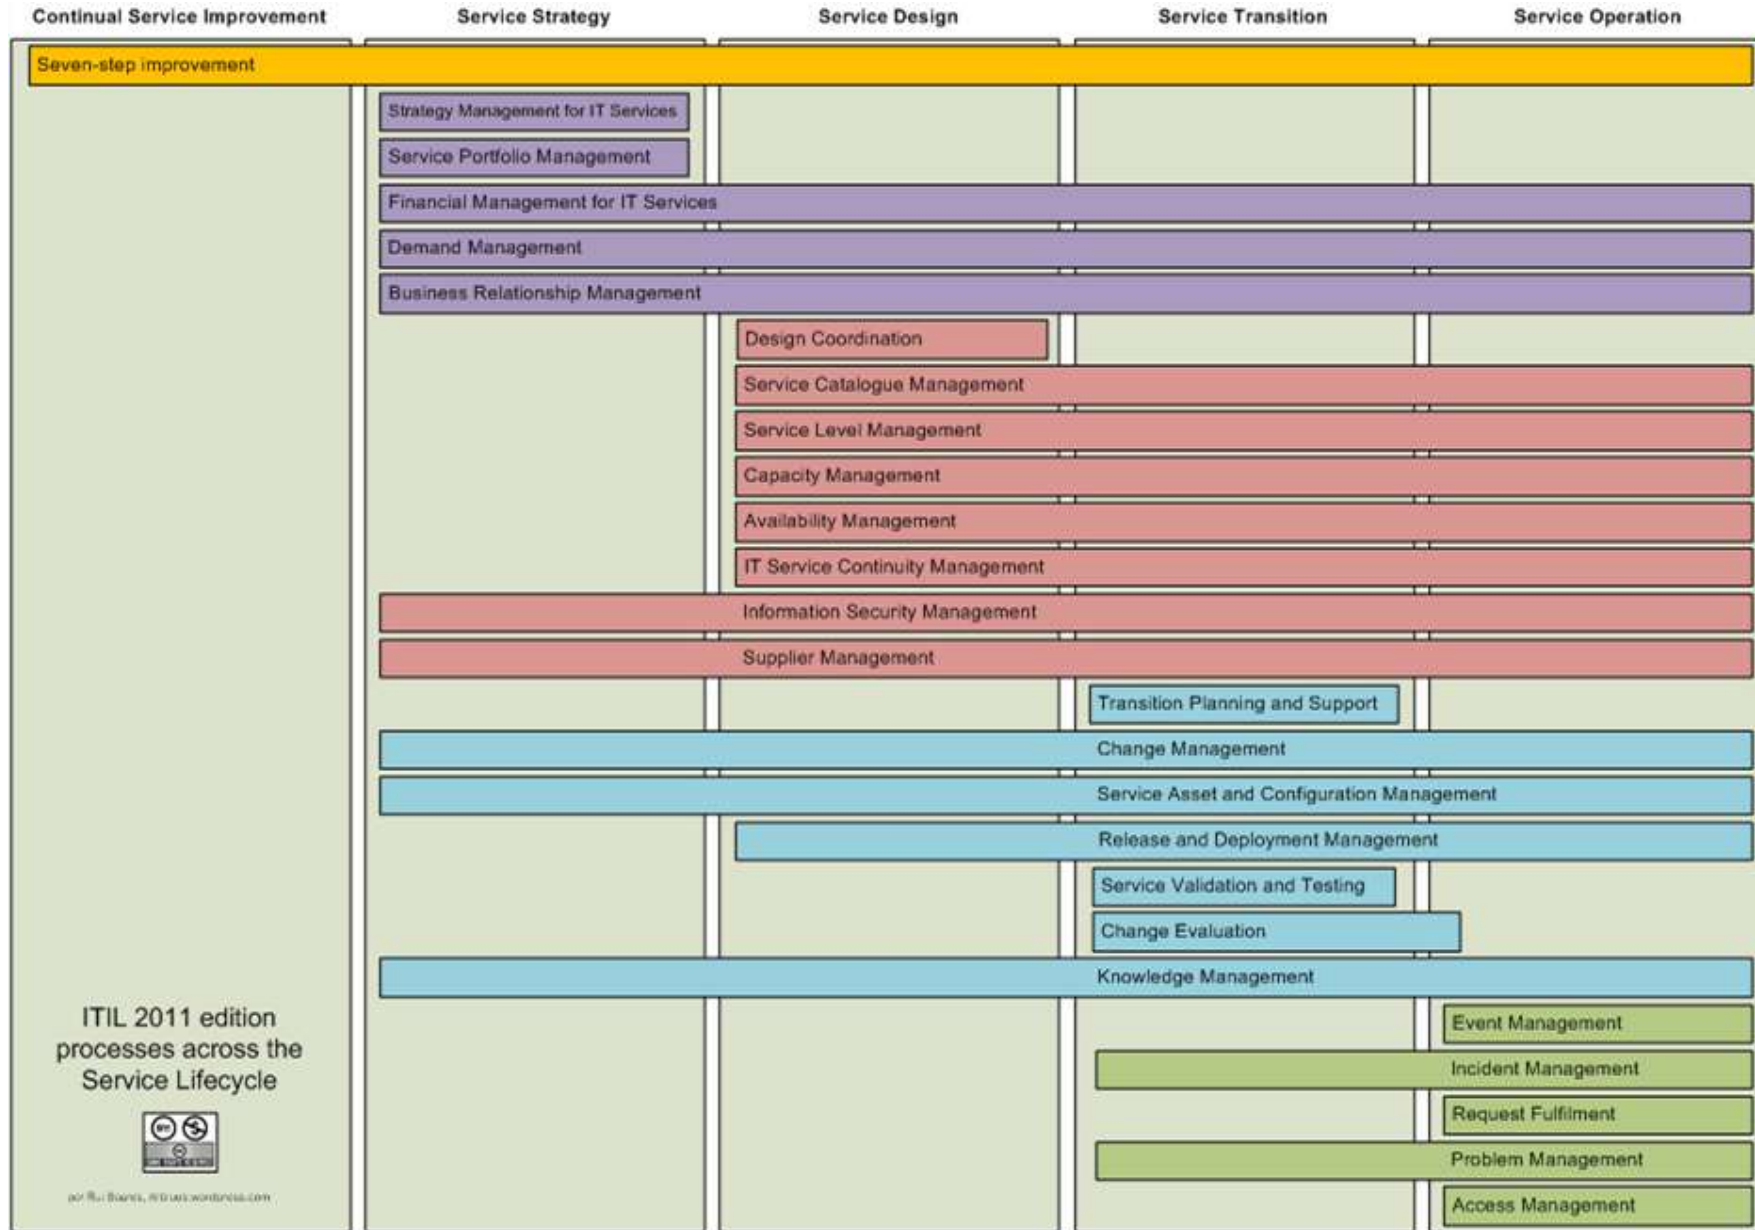 Continual Service Improvement
Service Strategy
Service Design
Service Transition
Service Operation
Seven-step improvement
Strategy Management for IT Services
Service Portfolio Management
Financial Management for IT Services
Demand Management
Business Relationship Management
Design Coordination
Service Catalogue Management
Service Level Management
Capacity Management
Availability Management
IT Service Continuity Management
Information Security Management
Supplier Management
Transition Planning and Support
Change Management
Service Asset and Configuration Management
Release and Deployment Management
Service Validation and Testing
Change Evaluation
Knowledge Management
Event Management
Incident Management
Request Fulfilment
Problem Management
Access Management
ITIL 2011 edition
processes across the
Service Lifecycle
por Rui